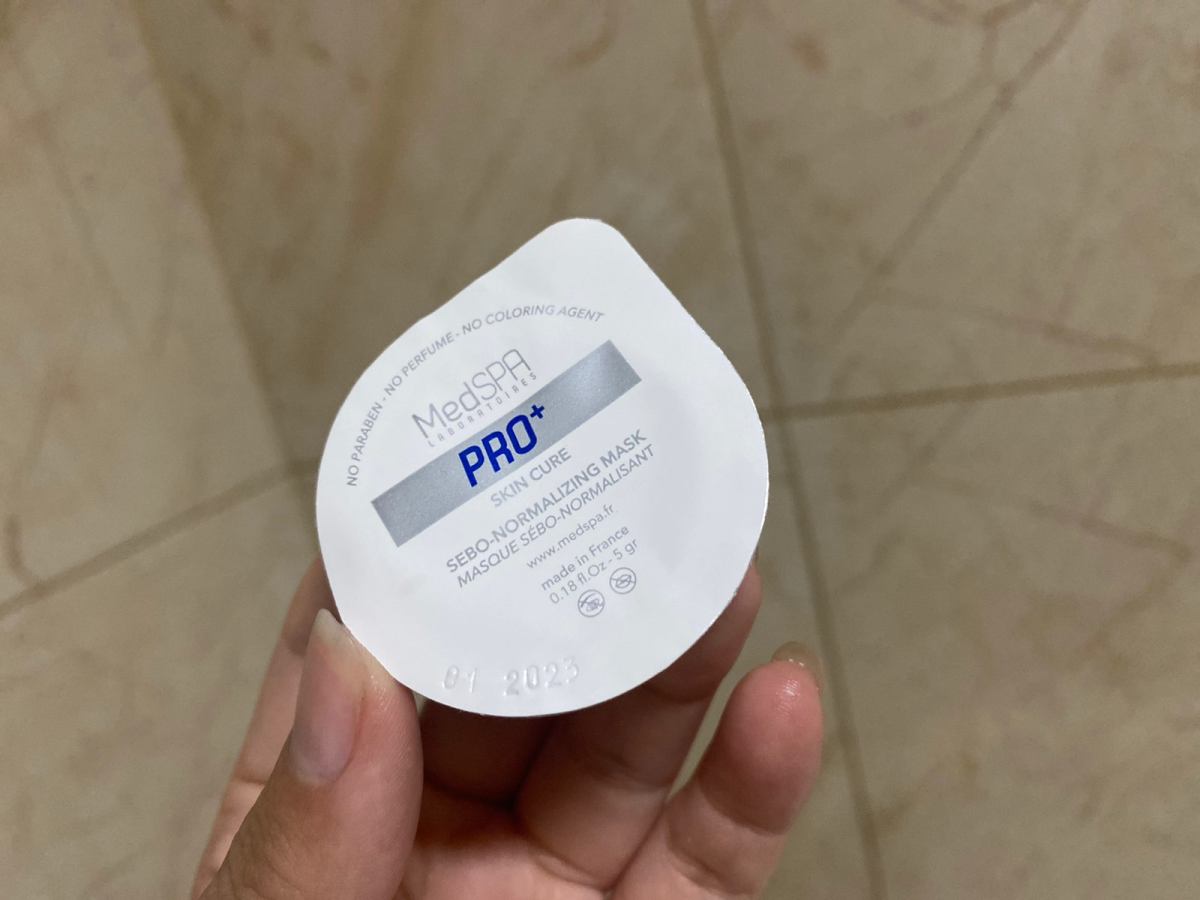 NO PARABEN - NO PERFUME - NO COLORING AGENT
MedSPA
LABORATOIRES
PRO+
SKIN CURE
SEBO-NORMALIZING MASK
MASQUE SÉBO-NORMALISANT
www.medspa.fr
made in France
0.18 fl.Oz - 5 gr
01 2023